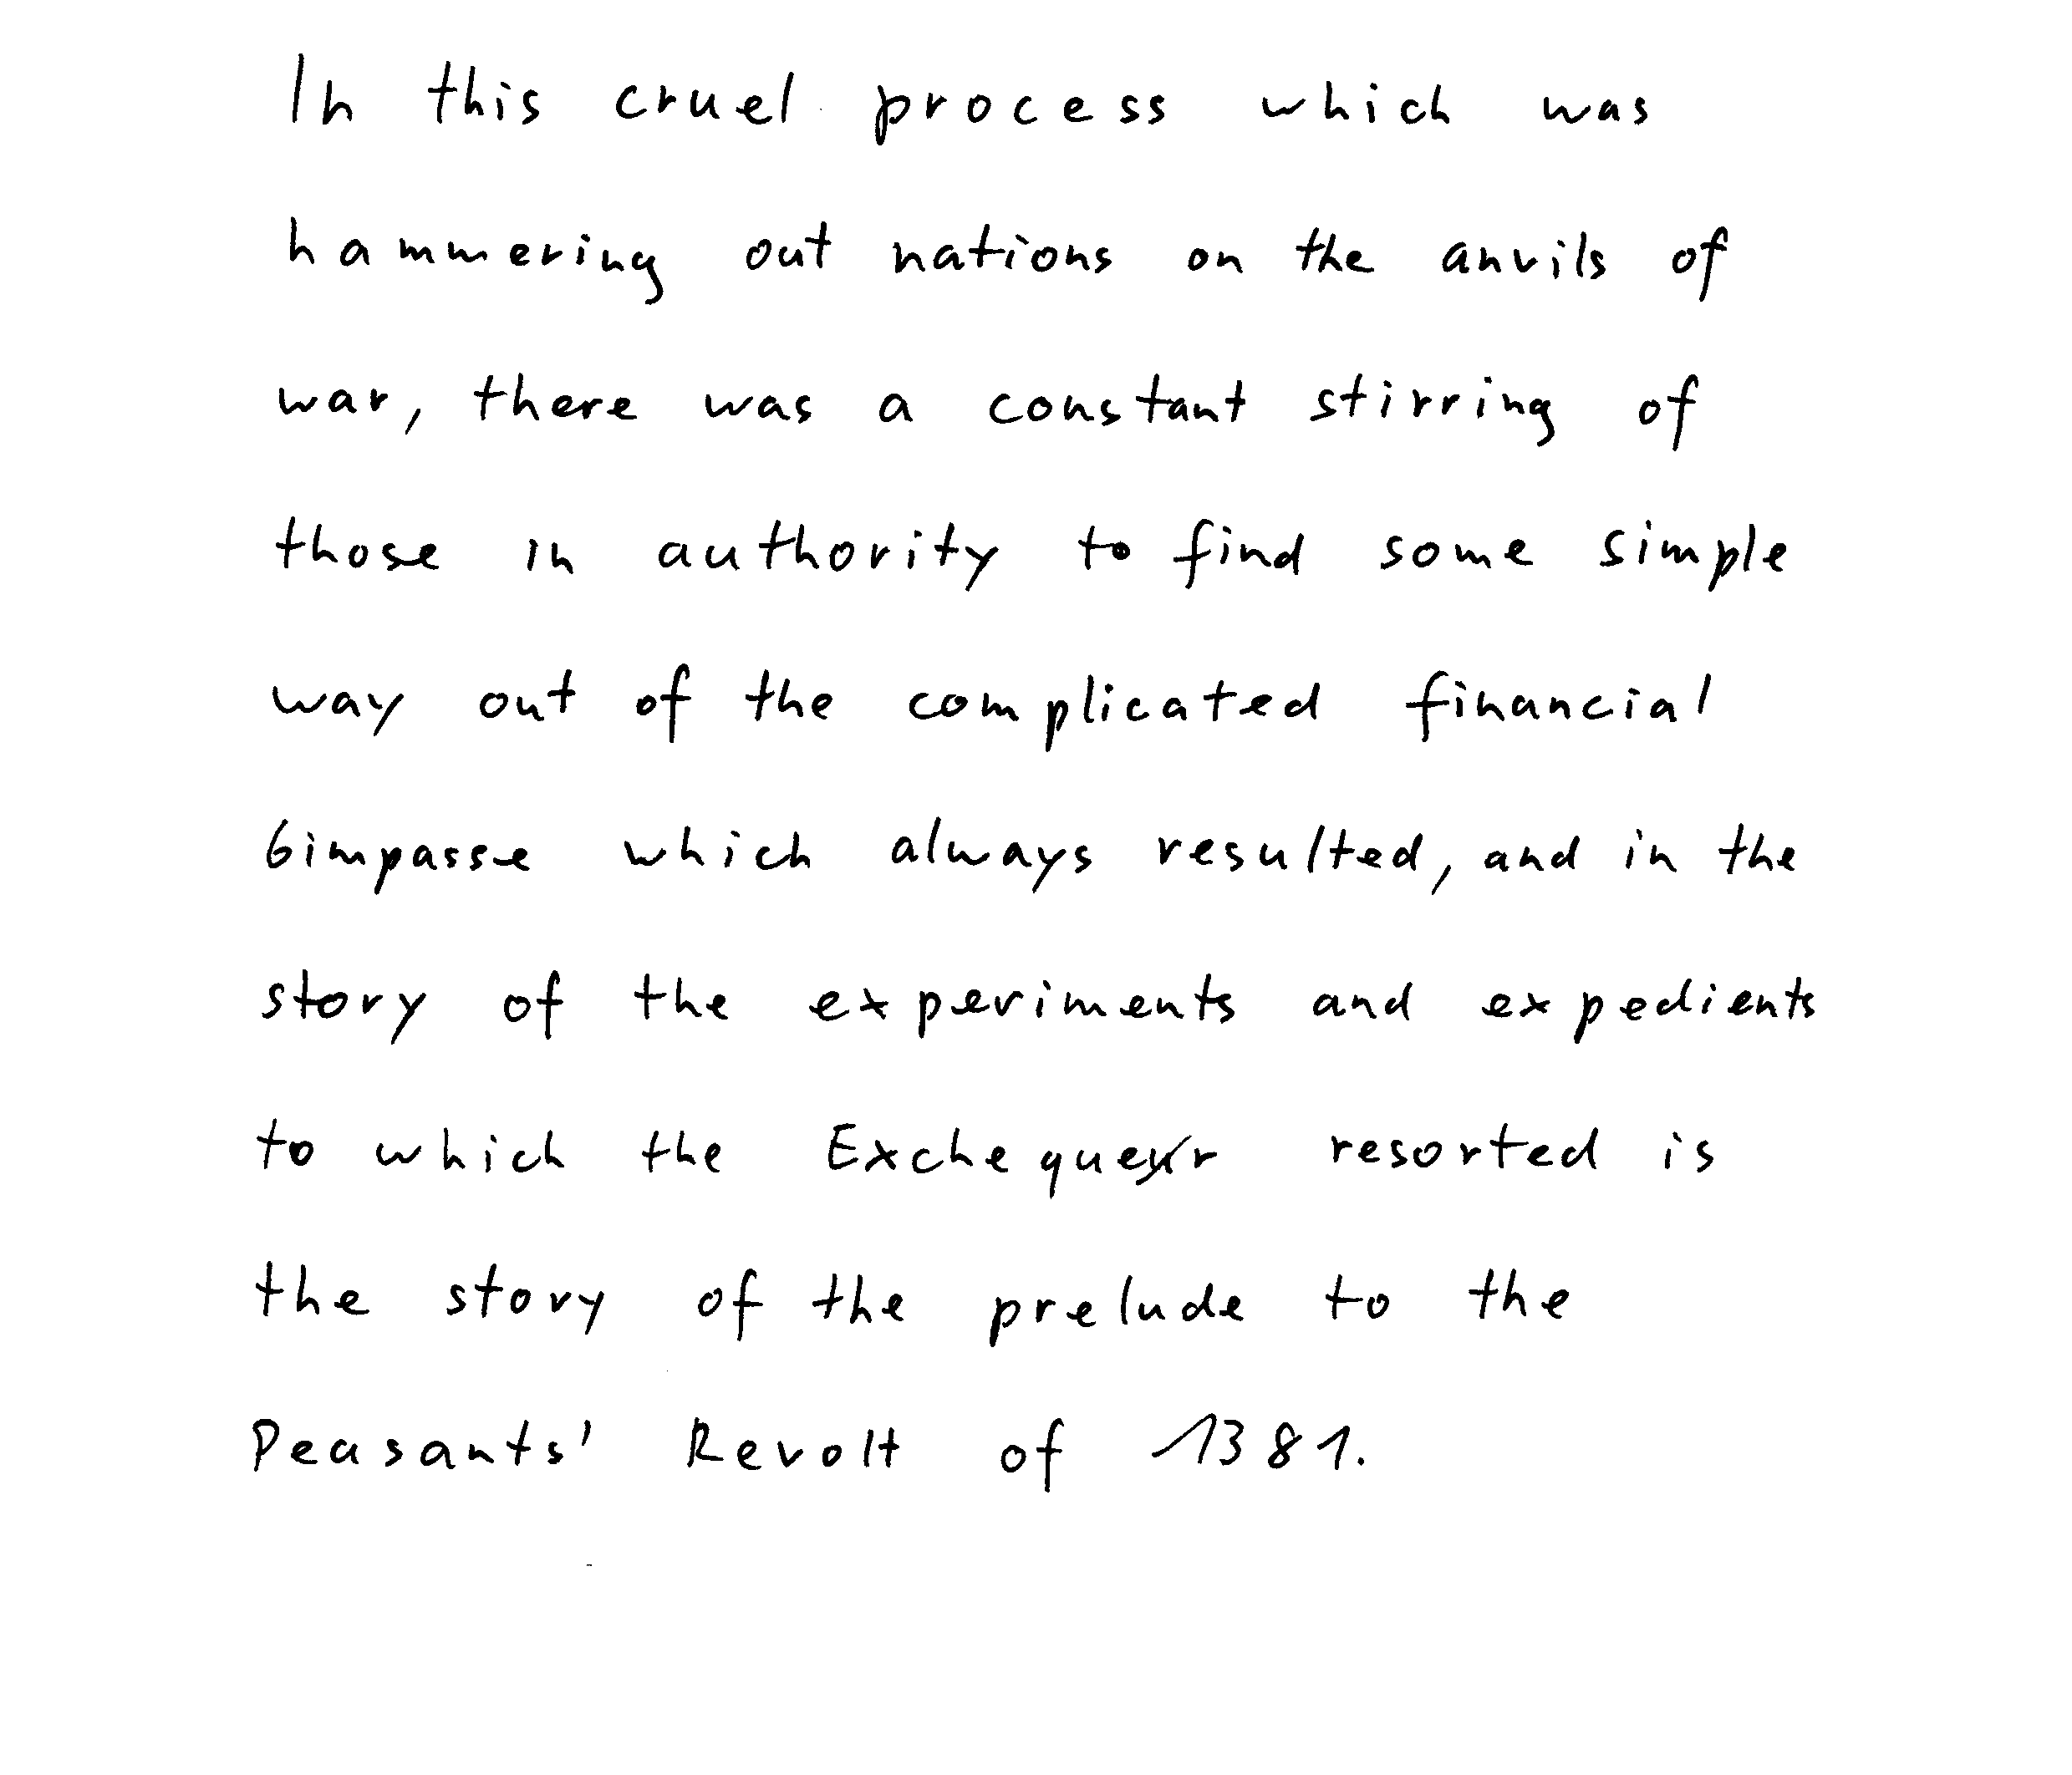 In this cruel process which was
hammering out nations on the anvils of
war, there was a constant stirring of
those in authority to find some simple
way out of the complicated financial
6impasse which always resulted, and in the
story of the experiments and expedients
to which the Exchequer resorted is
the story of the prelude to the
Peasants' Revolt of 1381.